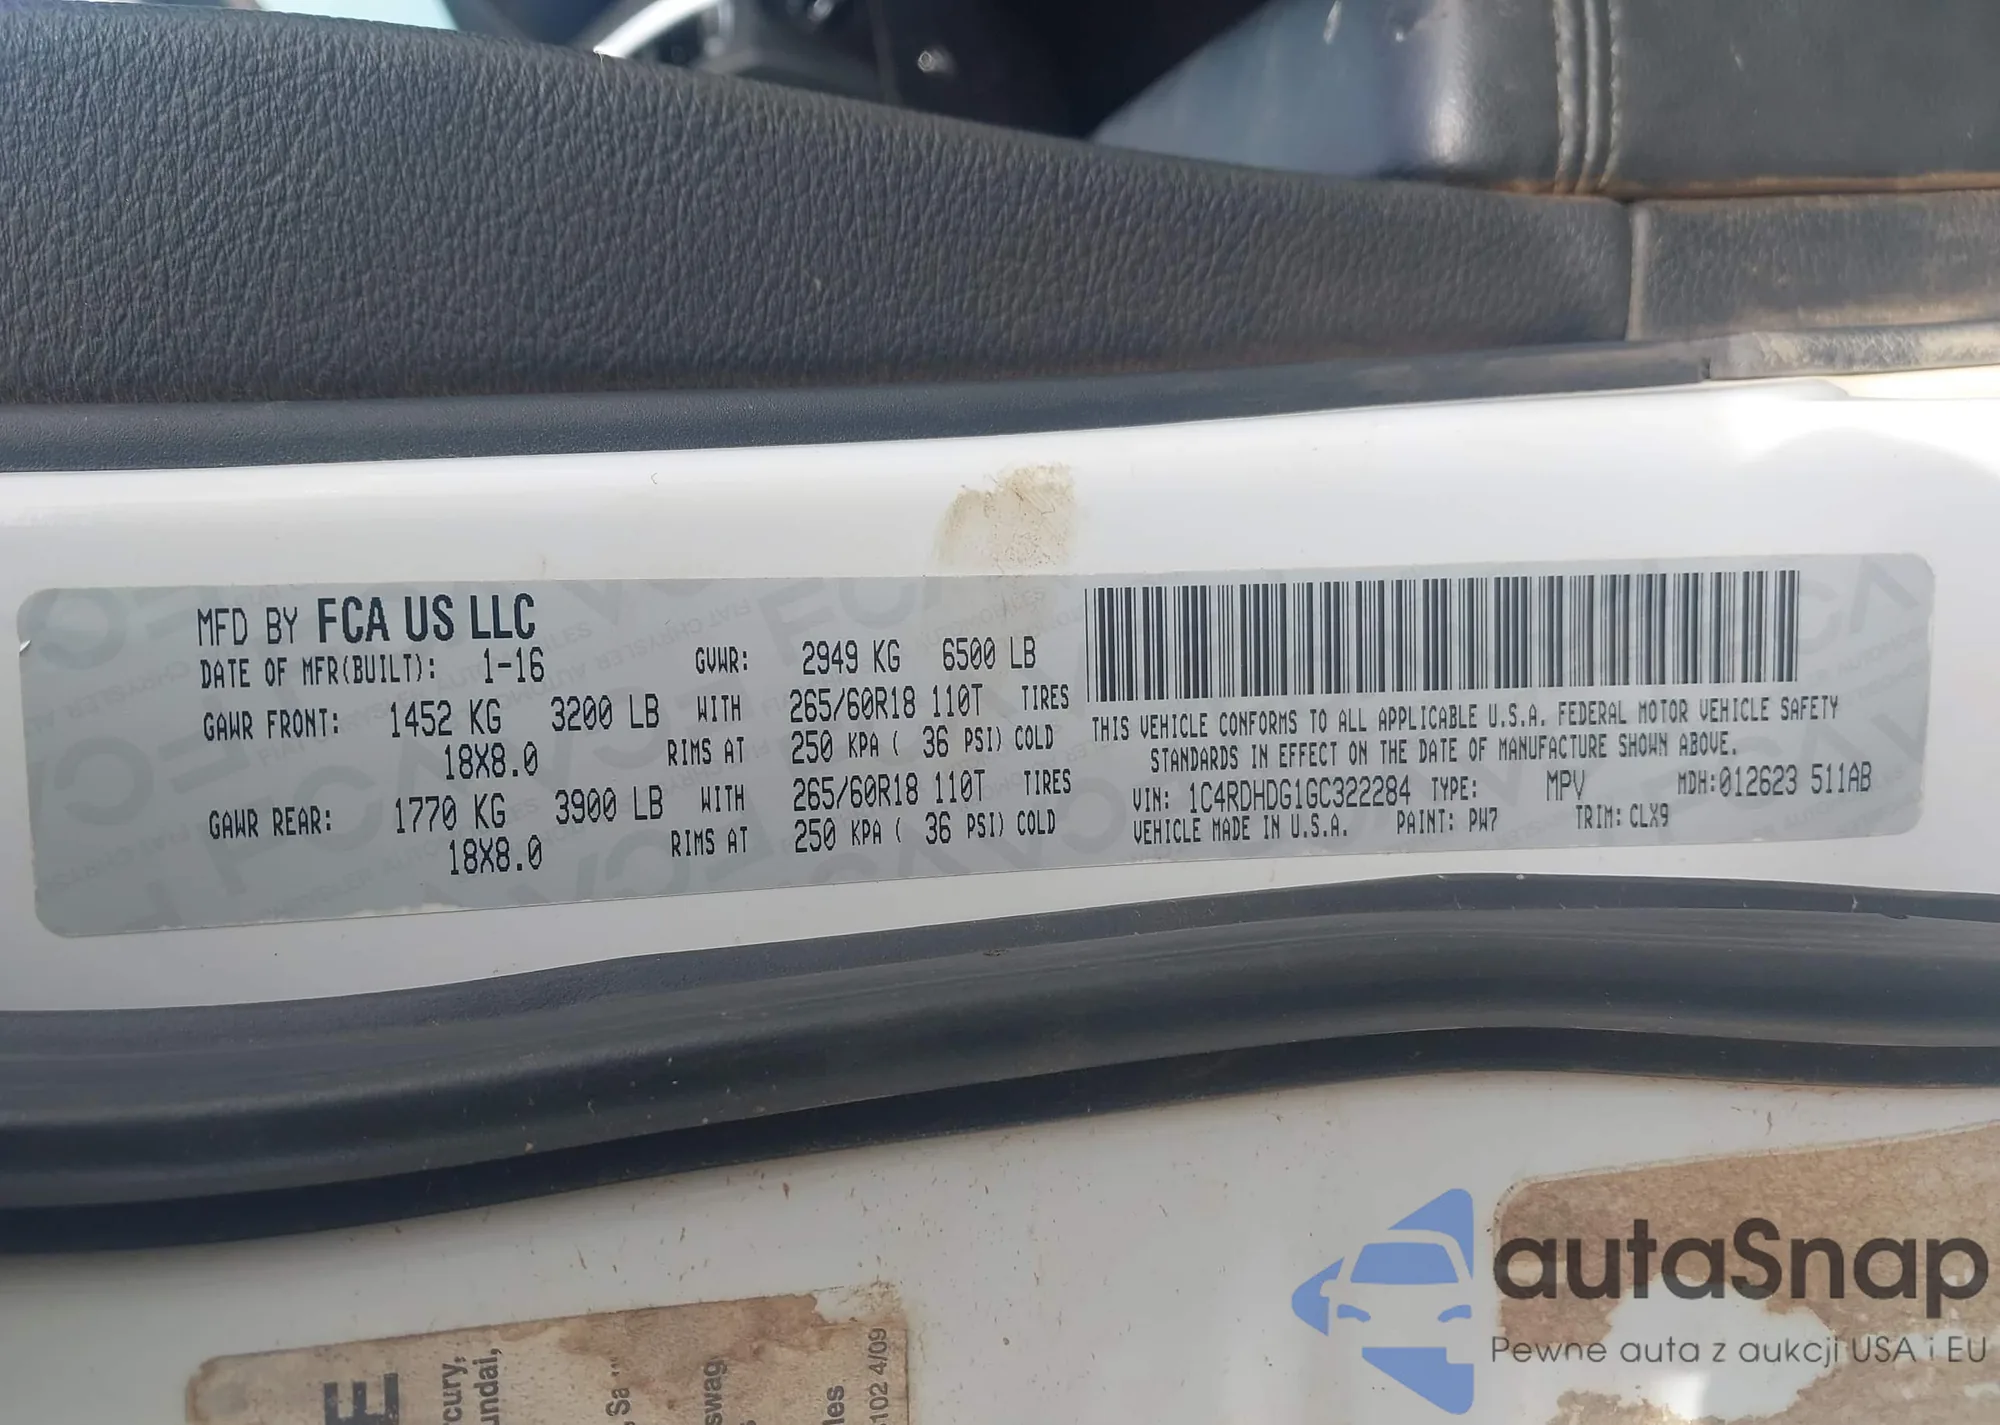 MFD BY FCA US LLC
DATE OF MFR(BUILT): 1-16 GVWR: 2949 KG 6500 LB
GAWR FRONT: 1452 KG 3200 LB WITH 265/60R18 110T TIRES
18X8.0 RIMS AT 250 KPA ( 36 PSI) COLD
GAWR REAR: 1770 KG 3900 LB WITH 265/60R18 110T TIRES
18X8.0 RIMS AT 250 KPA ( 36 PSI) COLD
THIS VEHICLE CONFORMS TO ALL APPLICABLE U.S.A. FEDERAL MOTOR VEHICLE SAFETY
STANDARDS IN EFFECT ON THE DATE OF MANUFACTURE SHOWN ABOVE.
VIN: 1C4RDHDG1GC322284 TYPE: MPV MDH:012623 511AB
VEHICLE MADE IN U.S.A. PAINT: PW7 TRIM: CLX9
autaSnap
Pewne auta z aukcji USA i EU
102 4/09